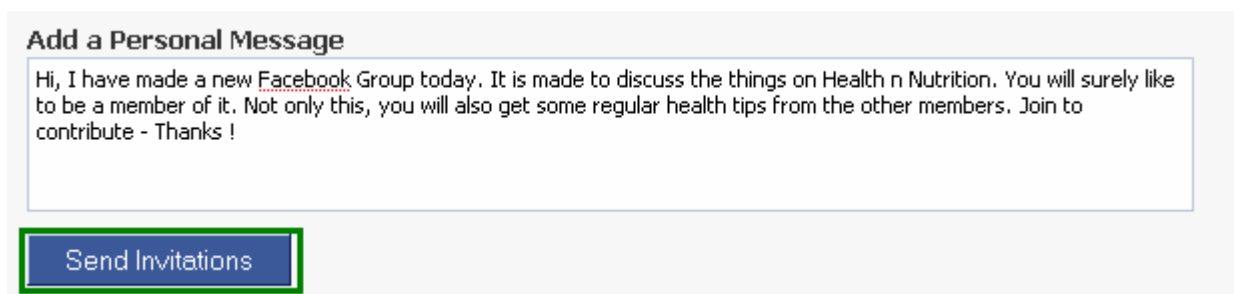 Add a Personal Message
Hi, I have made a new Facebook Group today. It is made to discuss the things on Health n Nutrition. You will surely like
to be a member of it. Not only this, you will also get some regular health tips from the other members. Join to
contribute - Thanks !
Send Invitations